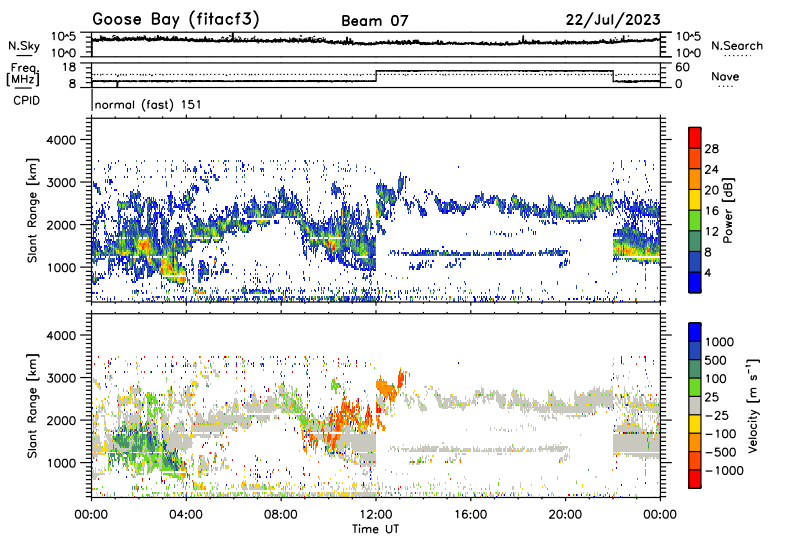 Goose Bay (fitacf3) Beam 07 22/Jul/2023
N.Sky 10^5 10^0 10^5 10^0 N.Search
Freq. [MHz] 18 8 60 0 Nave
CPID normal (fast) 151
Slant Range [km] 4000 3000 2000 1000
28 24 20 16 12 8 4 Power [dB]
Slant Range [km] 4000 3000 2000 1000
1000 500 100 25 −25 −100 −500 −1000 Velocity [m s⁻¹]
00:00 04:00 08:00 12:00 16:00 20:00 00:00
Time UT